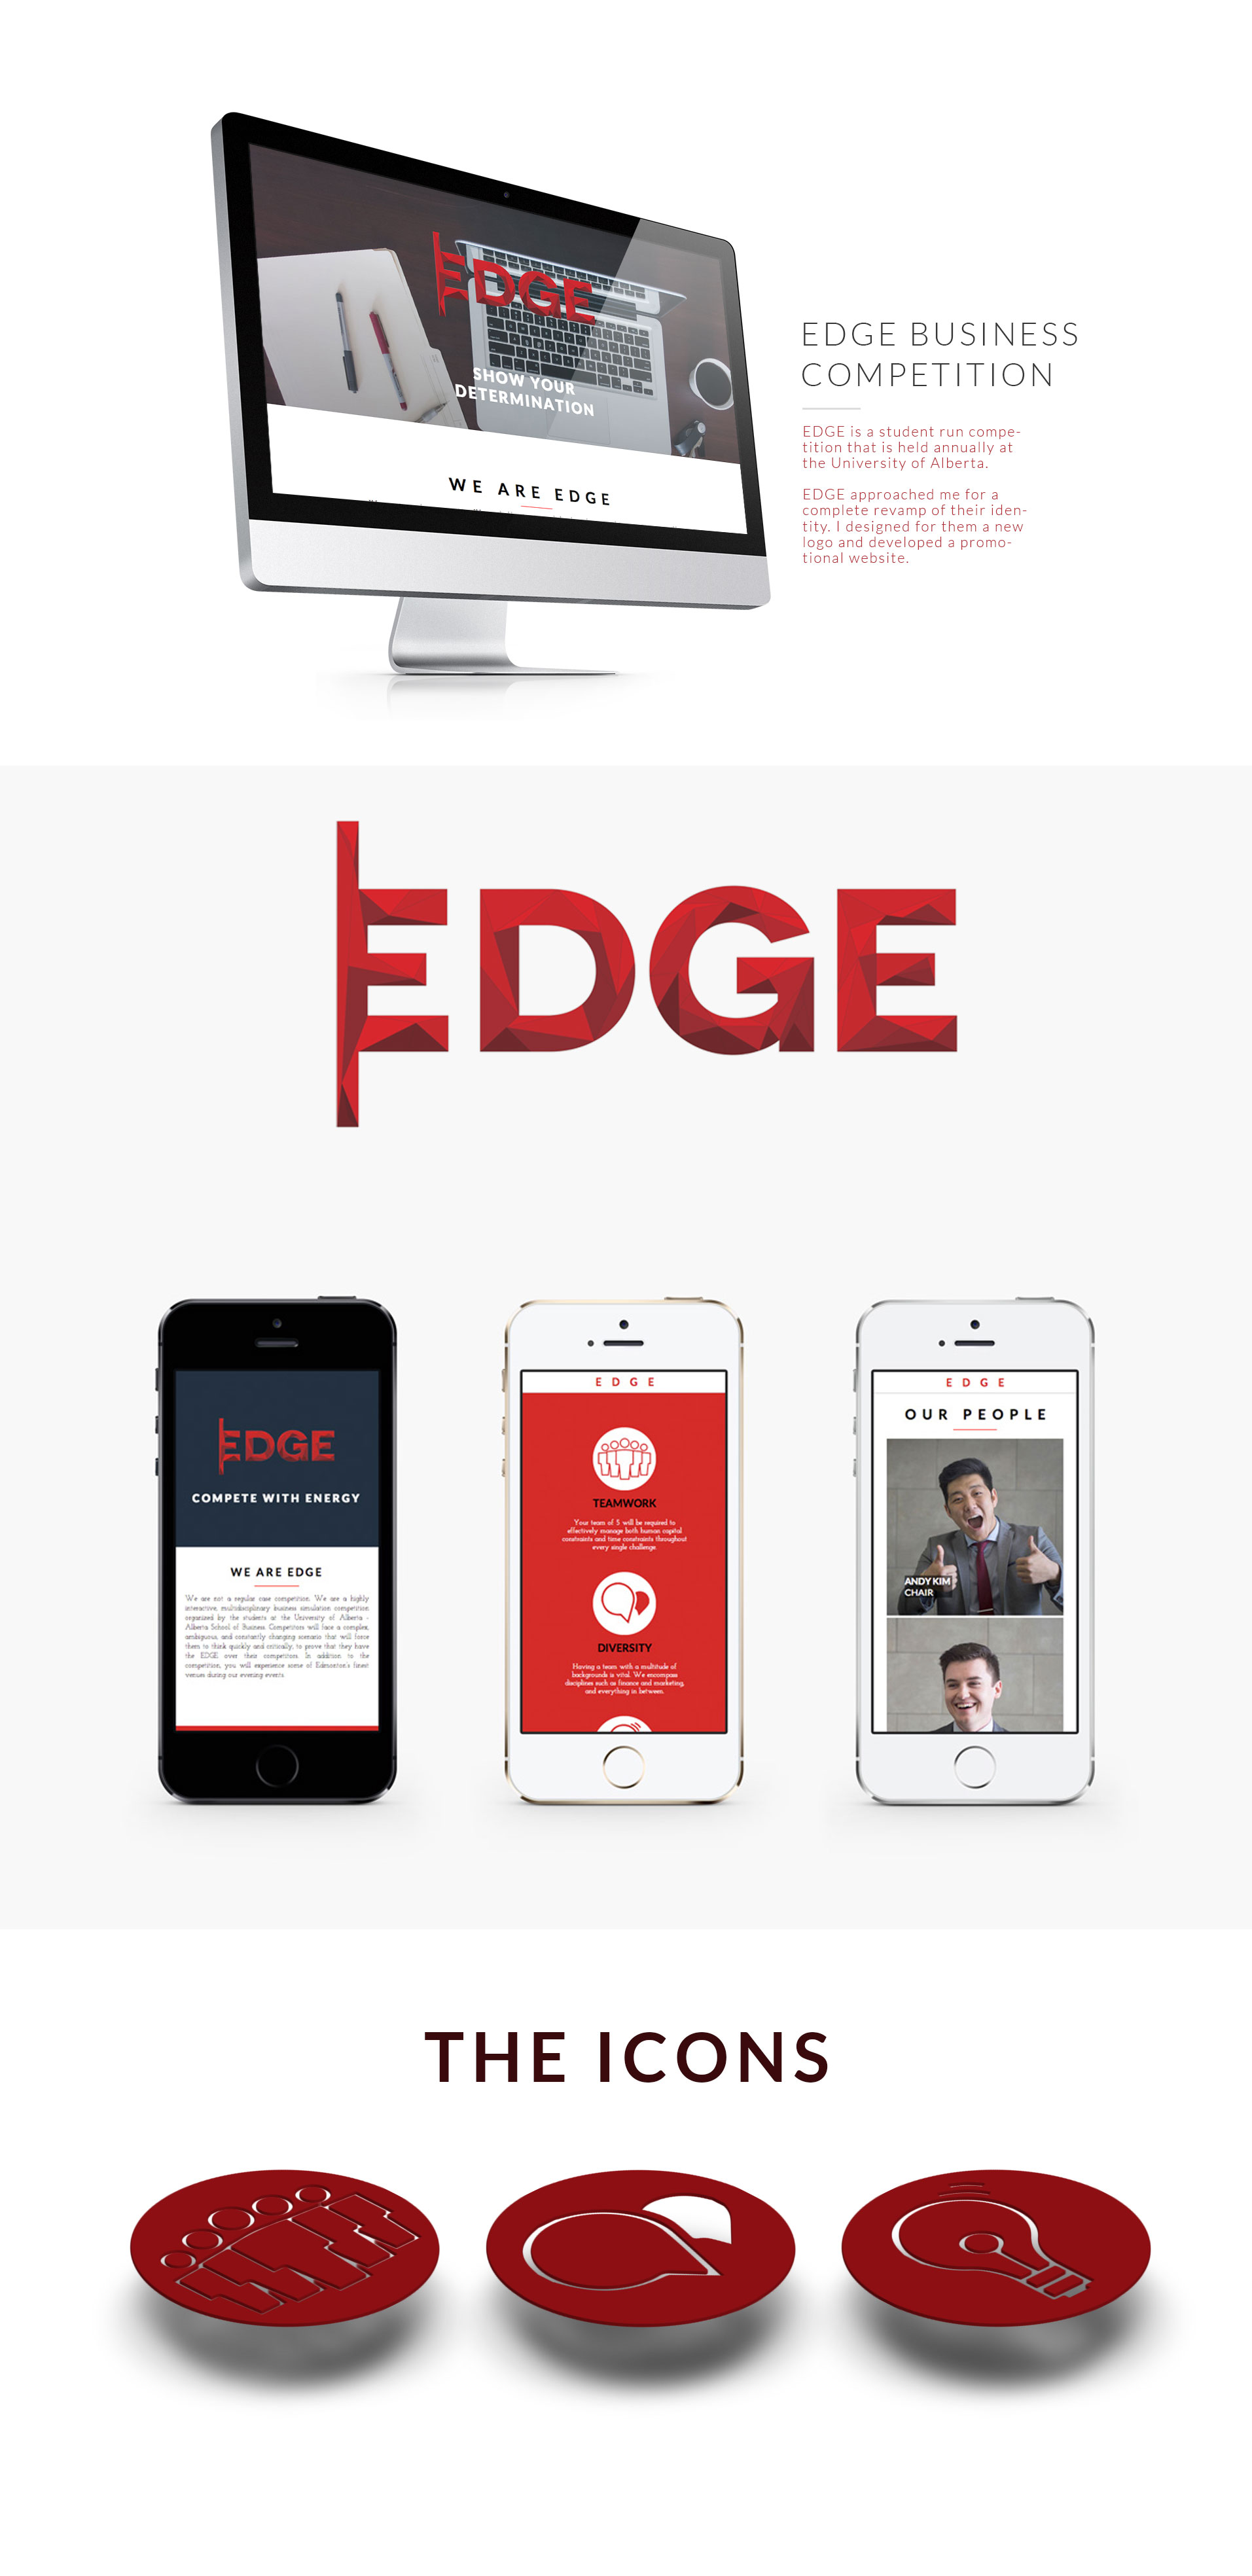 EDGE
SHOW YOUR
DETERMINATION
WE ARE EDGE
EDGE BUSINESS
COMPETITION
EDGE is a student run compe-
tition that is held annually at
the University of Alberta.
EDGE approached me for a
complete revamp of their iden-
tity. I designed for them a new
logo and developed a promo-
tional website.
EDGE
EDGE
COMPETE WITH ENERGY
WE ARE EDGE
We are not a regular case competition. We are a highly
interactive, multidisciplinary business simulation competition
organized by the students at the University of Alberta -
Alberta School of Business. Competitors will face a complex,
ambiguous, and constantly changing scenario that will force
them to think quickly and critically, to prove that they have
the EDGE over their competitors. In addition to the
competition, you will experience some of Edmonton's finest
venues during our evening events.
EDGE
TEAMWORK
Your team of 5 will be required to
effectively manage both human capital
constraints and time constraints throughout
every single challenge.
DIVERSITY
Having a team with a multitude of
backgrounds is vital. We encompass
disciplines such as finance and marketing,
and everything in between.
EDGE
OUR PEOPLE
ANDY KIM
CHAIR
THE ICONS